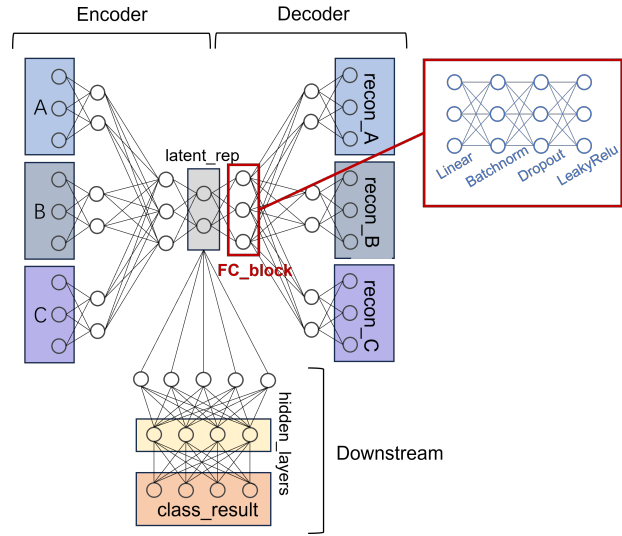 Encoder
Decoder
A
B
C
latent_rep
FC_block
recon_A
recon_B
recon_C
Linear
Batchnorm
Dropout
LeakyRelu
hidden_layers
class_result
Downstream